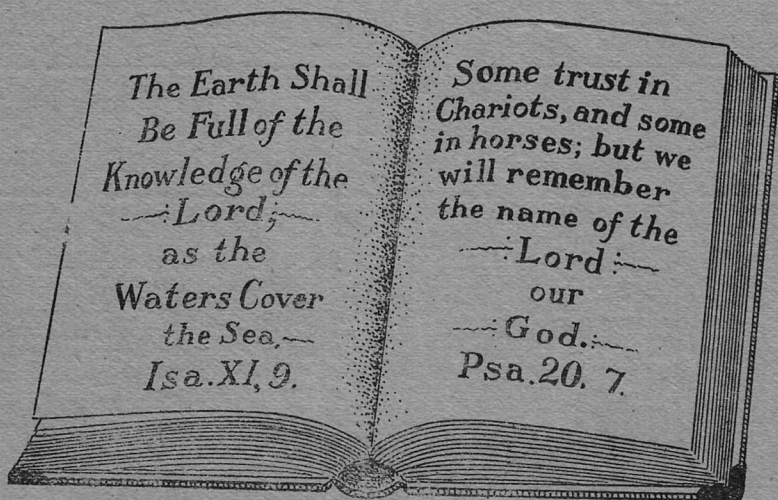 The Earth Shall
Be Full of the
Knowledge of the
Lord;
as the
Waters Cover
the Sea.
Isa. XI, 9.
Some trust in
Chariots, and some
in horses; but we
will remember
the name of the
Lord
our
God.
Psa. 20. 7.